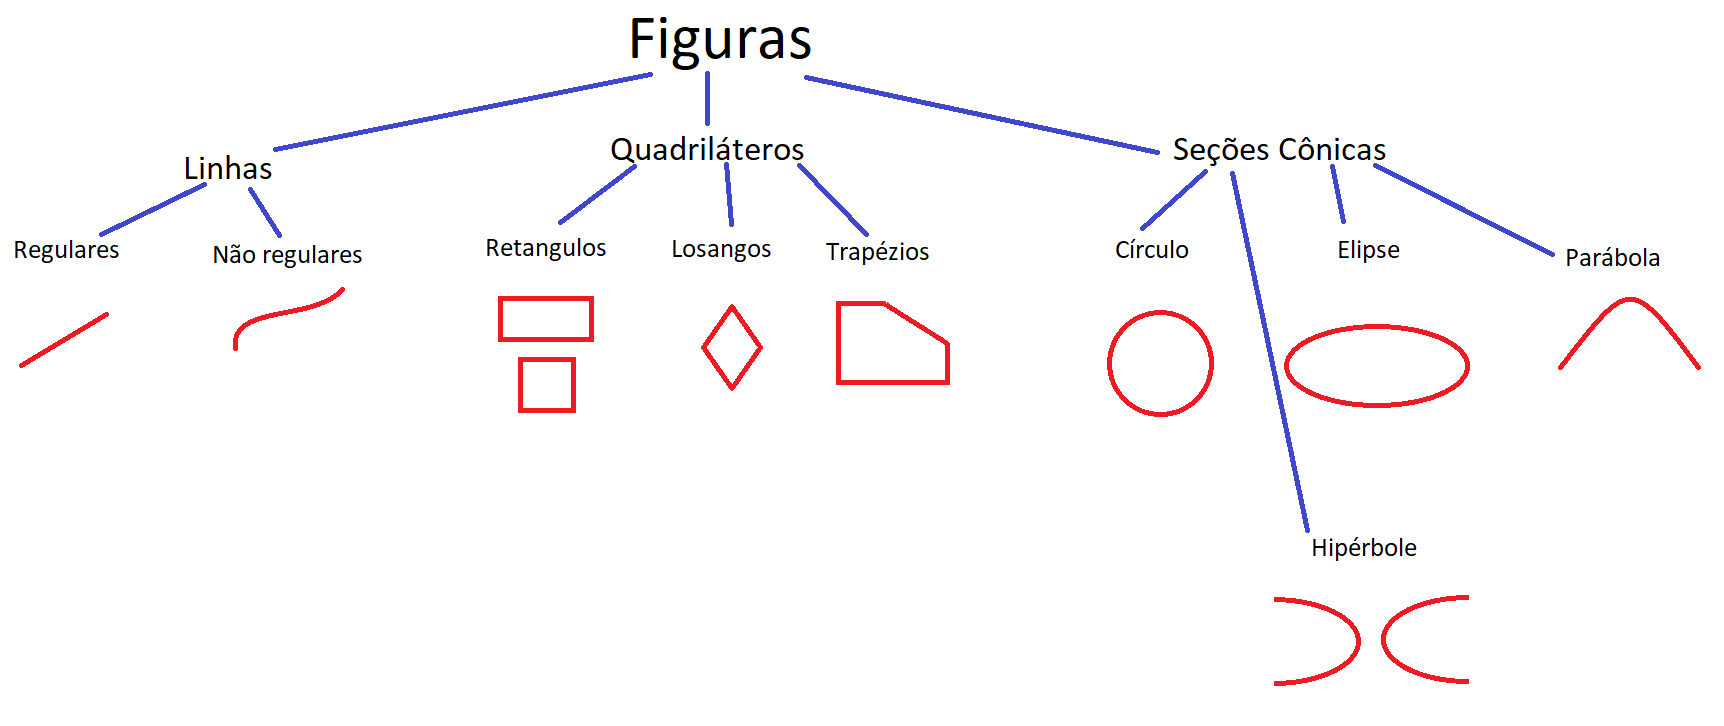 Figuras
Linhas
Quadriláteros
Seções Cônicas
Regulares
Não regulares
Retangulos
Losangos
Trapézios
Círculo
Elipse
Parábola
Hipérbole